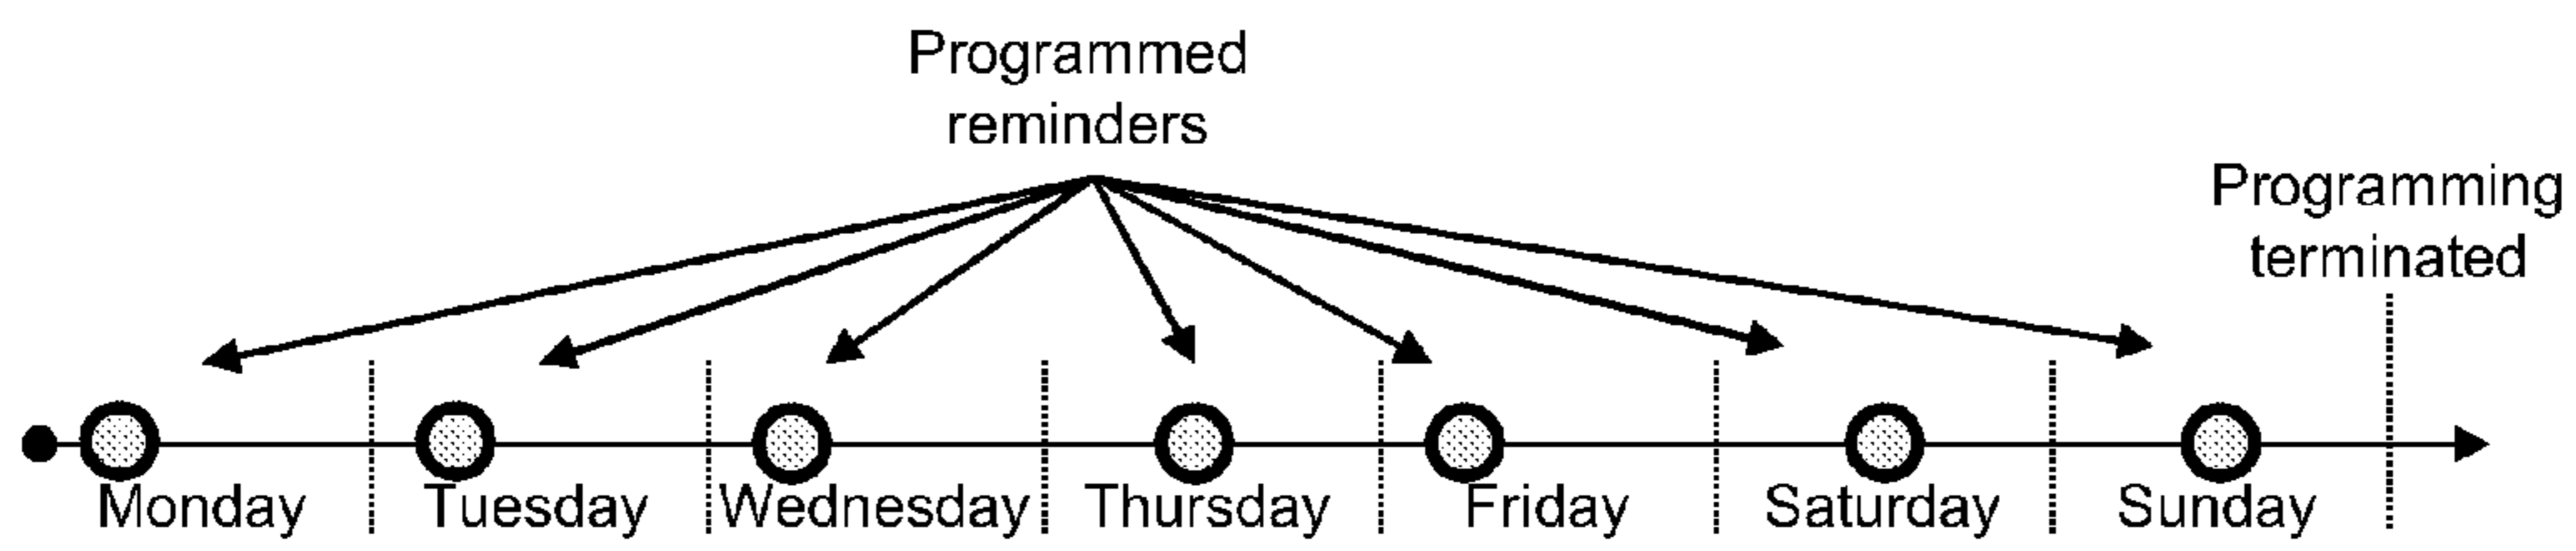 Programmed
reminders
Programming
terminated
Monday Tuesday Wednesday Thursday Friday Saturday Sunday